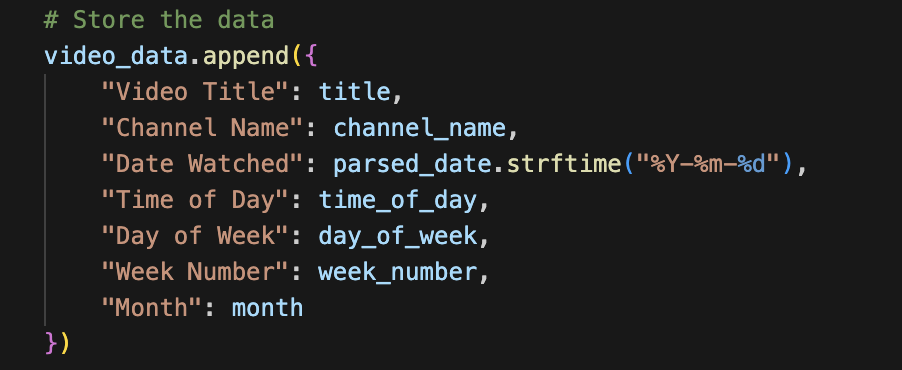 # Store the data
video_data.append({
    "Video Title": title,
    "Channel Name": channel_name,
    "Date Watched": parsed_date.strftime("%Y-%m-%d"),
    "Time of Day": time_of_day,
    "Day of Week": day_of_week,
    "Week Number": week_number,
    "Month": month
})